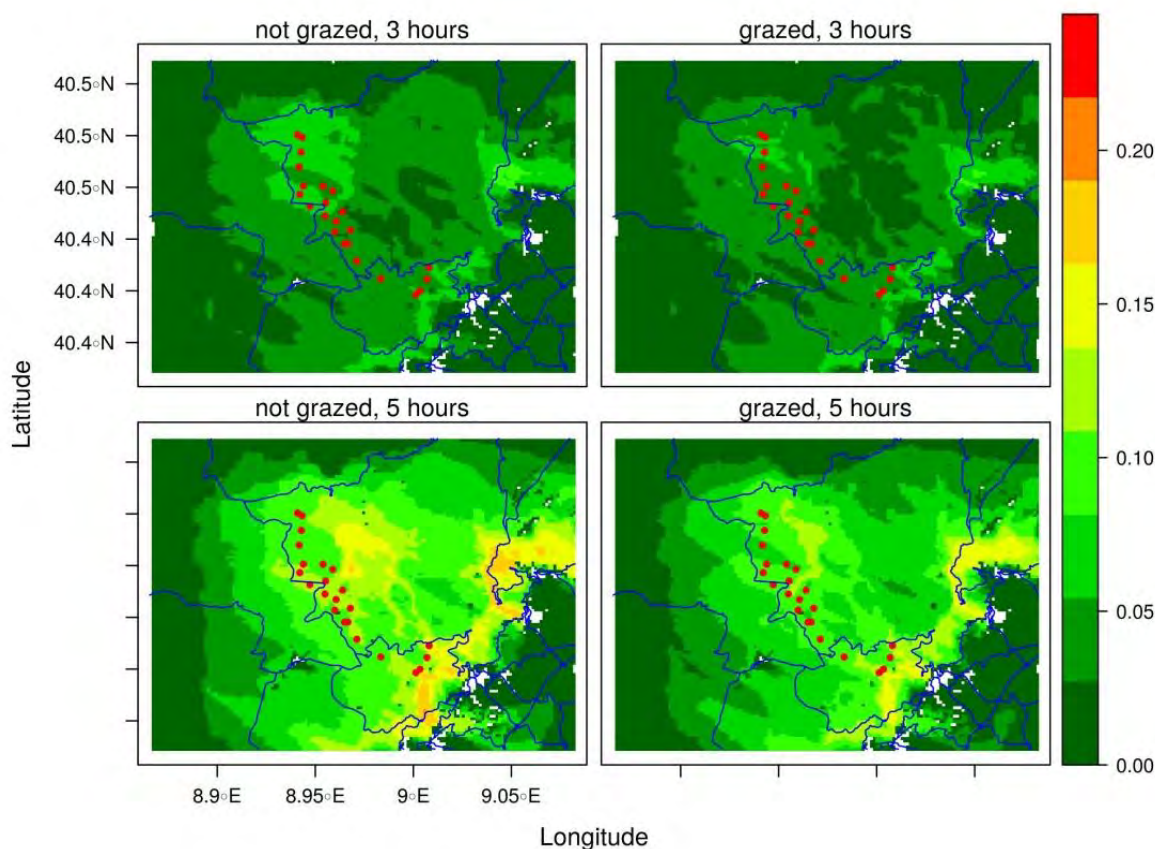 not grazed, 3 hours
grazed, 3 hours
40.5◦N
40.5◦N
40.5◦N
40.4◦N
40.4◦N
40.4◦N
0.20
0.15
0.10
0.05
0.00
Latitude
not grazed, 5 hours
grazed, 5 hours
8.9◦E
8.95◦E
9◦E
9.05◦E
Longitude